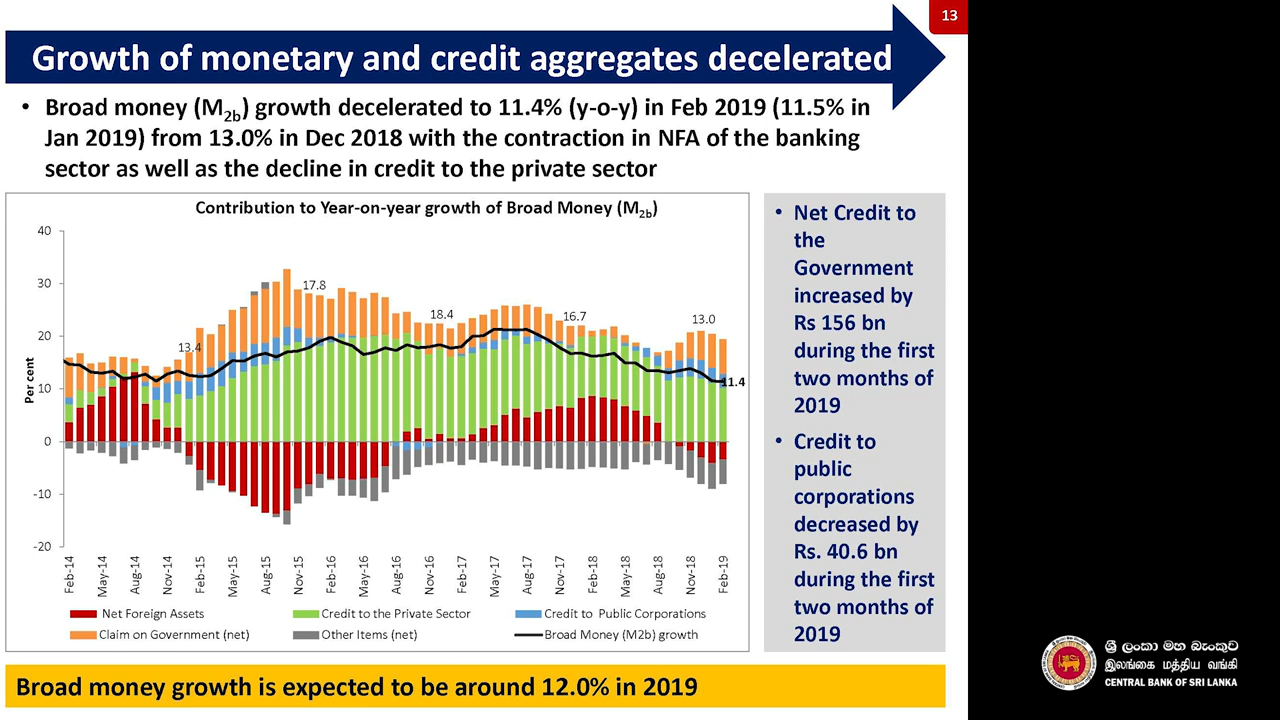 13
Growth of monetary and credit aggregates decelerated
• Broad money (M2b) growth decelerated to 11.4% (y-o-y) in Feb 2019 (11.5% in
Jan 2019) from 13.0% in Dec 2018 with the contraction in NFA of the banking
sector as well as the decline in credit to the private sector
Contribution to Year-on-year growth of Broad Money (M2b)
Per cent
40
30
20
10
0
-10
-20
13.4
17.8
18.4
16.7
13.0
11.4
Feb-14
May-14
Aug-14
Nov-14
Feb-15
May-15
Aug-15
Nov-15
Feb-16
May-16
Aug-16
Nov-16
Feb-17
May-17
Aug-17
Nov-17
Feb-18
May-18
Aug-18
Nov-18
Feb-19
Net Foreign Assets
Credit to the Private Sector
Credit to Public Corporations
Claim on Government (net)
Other Items (net)
Broad Money (M2b) growth
• Net Credit to
the
Government
increased by
Rs 156 bn
during the first
two months of
2019
• Credit to
public
corporations
decreased by
Rs. 40.6 bn
during the first
two months of
2019
Broad money growth is expected to be around 12.0% in 2019
ශ්‍රී ලංකා මහ බැංකුව
இலங்கை மத்திய வங்கி
CENTRAL BANK OF SRI LANKA